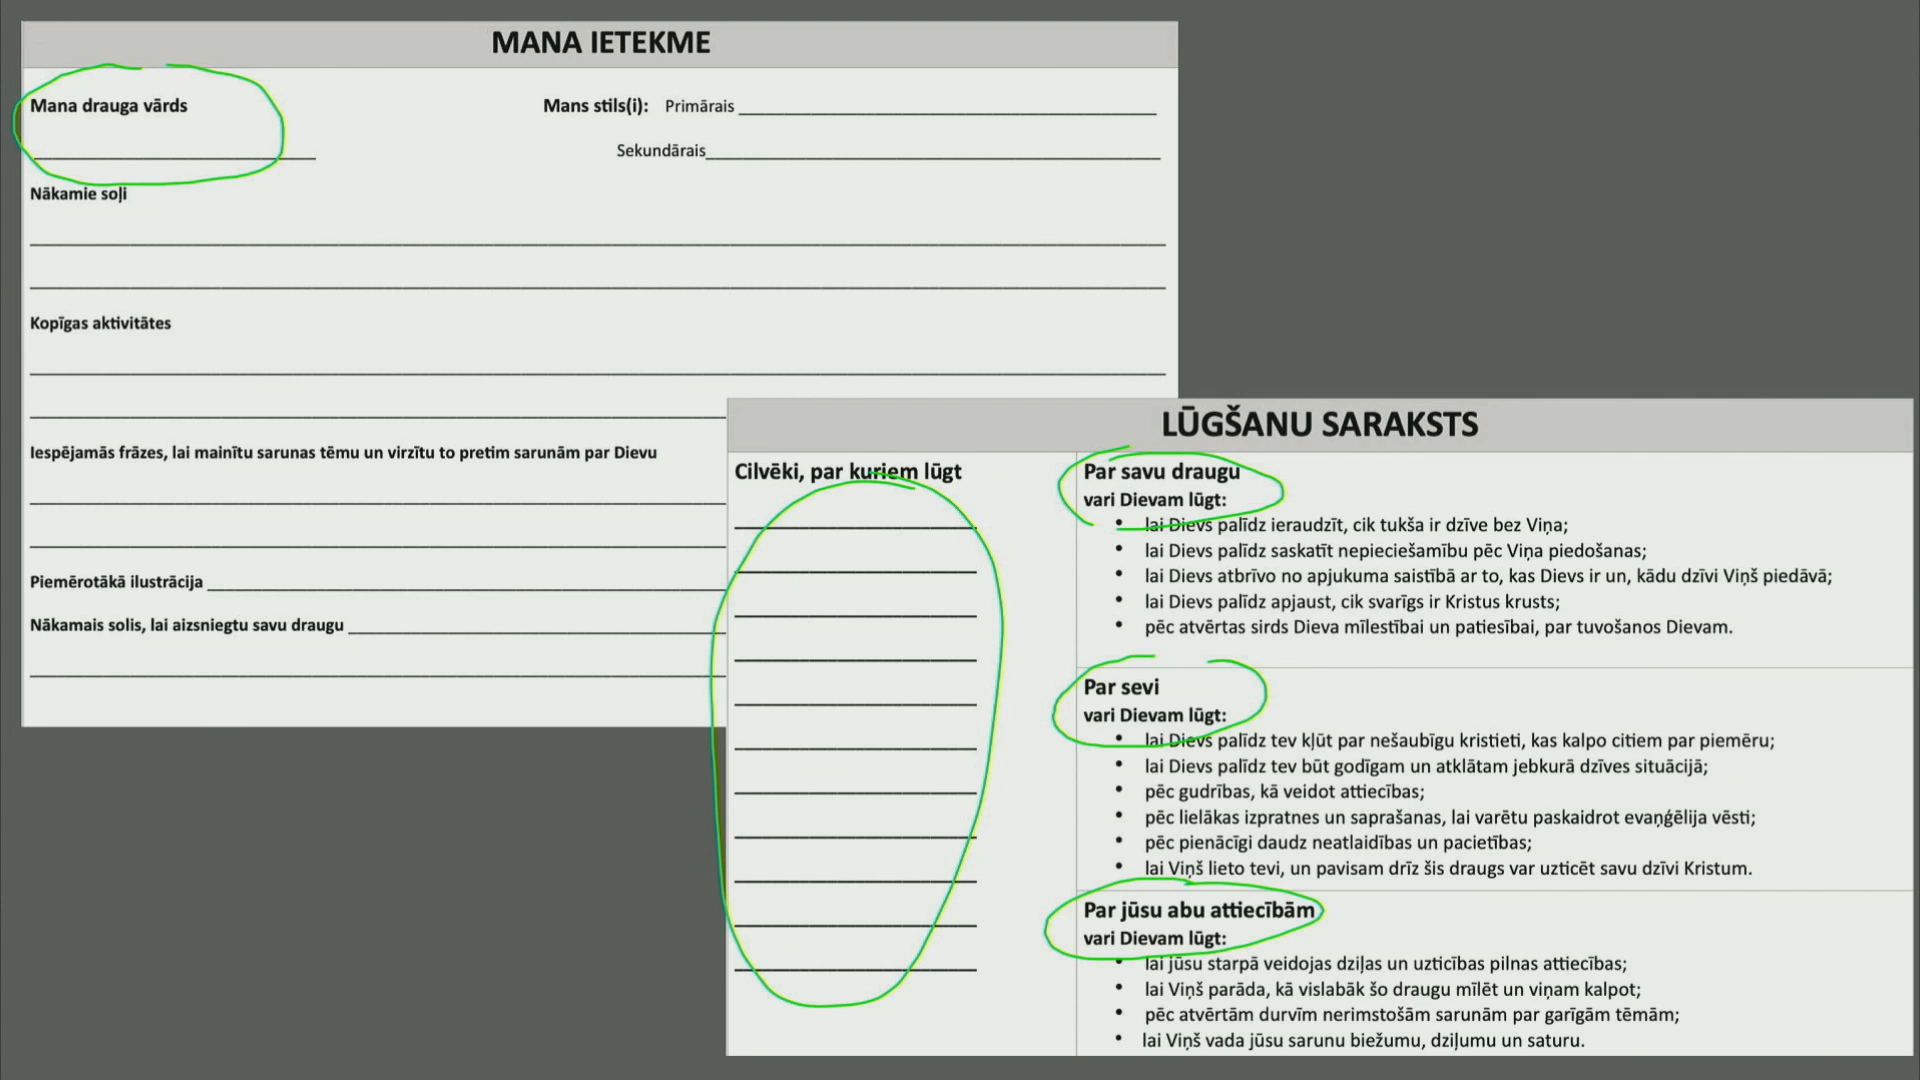 MANA IETEKME
Mana drauga vārds
Mans stils(i): Primārais
Sekundārais
Nākamie soļi
Kopīgas aktivitātes
Iespējamās frāzes, lai mainītu sarunas tēmu un virzītu to pretim sarunām par Dievu
Piemērotākā ilustrācija
Nākamais solis, lai aizsniegtu savu draugu
LŪGŠANU SARAKSTS
Cilvēki, par kuriem lūgt
Par savu draugu
vari Dievam lūgt:
• lai Dievs palīdz ieraudzīt, cik tukša ir dzīve bez Viņa;
• lai Dievs palīdz saskatīt nepieciešamību pēc Viņa piedošanas;
• lai Dievs atbrīvo no apjukuma saistībā ar to, kas Dievs ir un, kādu dzīvi Viņš piedāvā;
• lai Dievs palīdz apjaust, cik svarīgs ir Kristus krusts;
• pēc atvērtas sirds Dieva mīlestībai un patiesībai, par tuvošanos Dievam.
Par sevi
vari Dievam lūgt:
• lai Dievs palīdz tev kļūt par nešaubīgu kristieti, kas kalpo citiem par piemēru;
• lai Dievs palīdz tev būt godīgam un atklātam jebkurā dzīves situācijā;
• pēc gudrības, kā veidot attiecības;
• pēc lielākas izpratnes un saprašanas, lai varētu paskaidrot evaņģēlija vēsti;
• pēc pienācīgi daudz neatlaidības un pacietības;
• lai Viņš lieto tevi, un pavisam drīz šis draugs var uzticēt savu dzīvi Kristum.
Par jūsu abu attiecībām
vari Dievam lūgt:
• lai jūsu starpā veidojas dziļas un uzticības pilnas attiecības;
• lai Viņš parāda, kā vislabāk šo draugu mīlēt un viņam kalpot;
• pēc atvērtām durvīm nerimstošām sarunām par garīgām tēmām;
• lai Viņš vada jūsu sarunu biežumu, dziļumu un saturu.